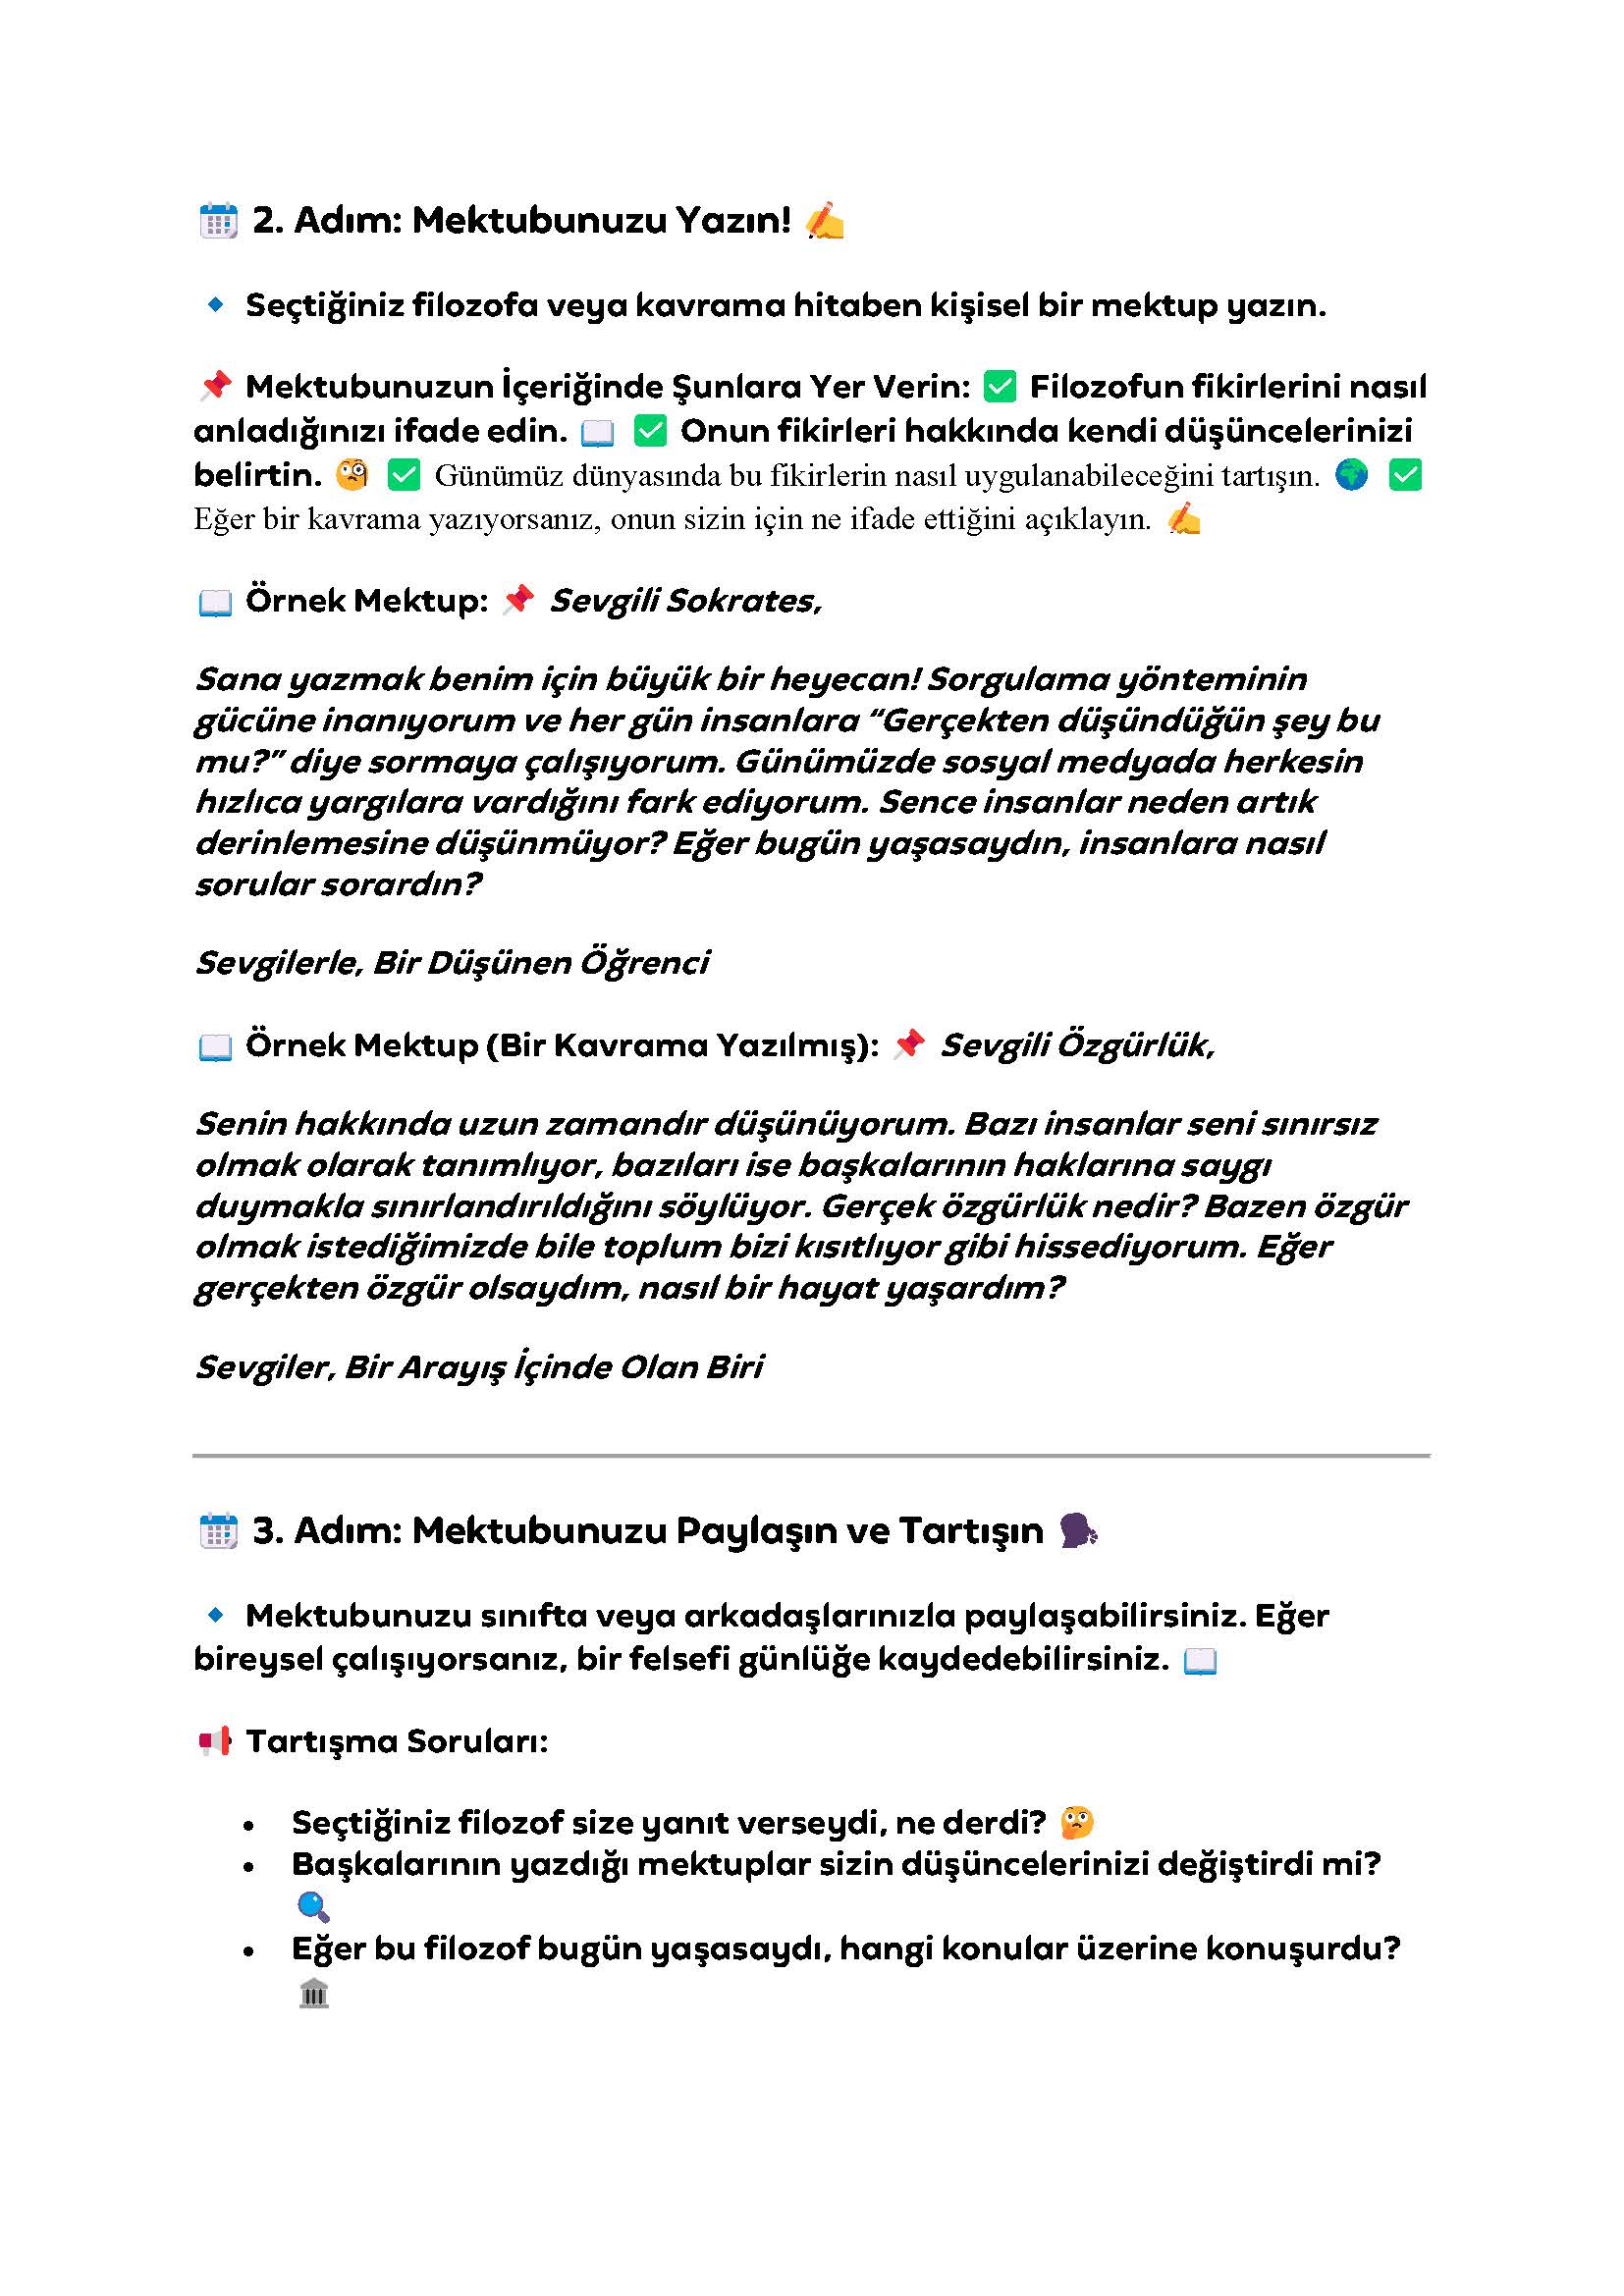 2. Adım: Mektubunuzu Yazın!
Seçtiğiniz filozofa veya kavrama hitaben kişisel bir mektup yazın.
Mektubunuzun İçeriğinde Şunlara Yer Verin: ✅ Filozofun fikirlerini nasıl
anladığınızı ifade edin. 📖 ✅ Onun fikirleri hakkında kendi düşüncelerinizi
belirtin. 🧐 ✅ Günümüz dünyasında bu fikirlerin nasıl uygulanabileceğini tartışın. 🌍 ✅
Eğer bir kavrama yazıyorsanız, onun sizin için ne ifade ettiğini açıklayın. ✍
Örnek Mektup: 📌 Sevgili Sokrates,
Sana yazmak benim için büyük bir heyecan! Sorgulama yönteminin
gücüne inanıyorum ve her gün insanlara “Gerçekten düşündüğün şey bu
mu?” diye sormaya çalışıyorum. Günümüzde sosyal medyada herkesin
hızlıca yargılara vardığını fark ediyorum. Sence insanlar neden artık
derinlemesine düşünmüyor? Eğer bugün yaşasaydın, insanlara nasıl
sorular sorardın?
Sevgilerle, Bir Düşünen Öğrenci
Örnek Mektup (Bir Kavrama Yazılmış): 📌 Sevgili Özgürlük,
Senin hakkında uzun zamandır düşünüyorum. Bazı insanlar seni sınırsız
olmak olarak tanımlıyor, bazıları ise başkalarının haklarına saygı
duymakla sınırlandırıldığını söylüyor. Gerçek özgürlük nedir? Bazen özgür
olmak istediğimizde bile toplum bizi kısıtlıyor gibi hissediyorum. Eğer
gerçekten özgür olsaydım, nasıl bir hayat yaşardım?
Sevgiler, Bir Arayış İçinde Olan Biri
3. Adım: Mektubunuzu Paylaşın ve Tartışın
Mektubunuzu sınıfta veya arkadaşlarınızla paylaşabilirsiniz. Eğer
bireysel çalışıyorsanız, bir felsefi günlüğe kaydedebilirsiniz. 📖
Tartışma Soruları:
• Seçtiğiniz filozof size yanıt verseydi, ne derdi? 🤔
• Başkalarının yazdığı mektuplar sizin düşüncelerinizi değiştirdi mi?
• Eğer bu filozof bugün yaşasaydı, hangi konular üzerine konuşurdu?